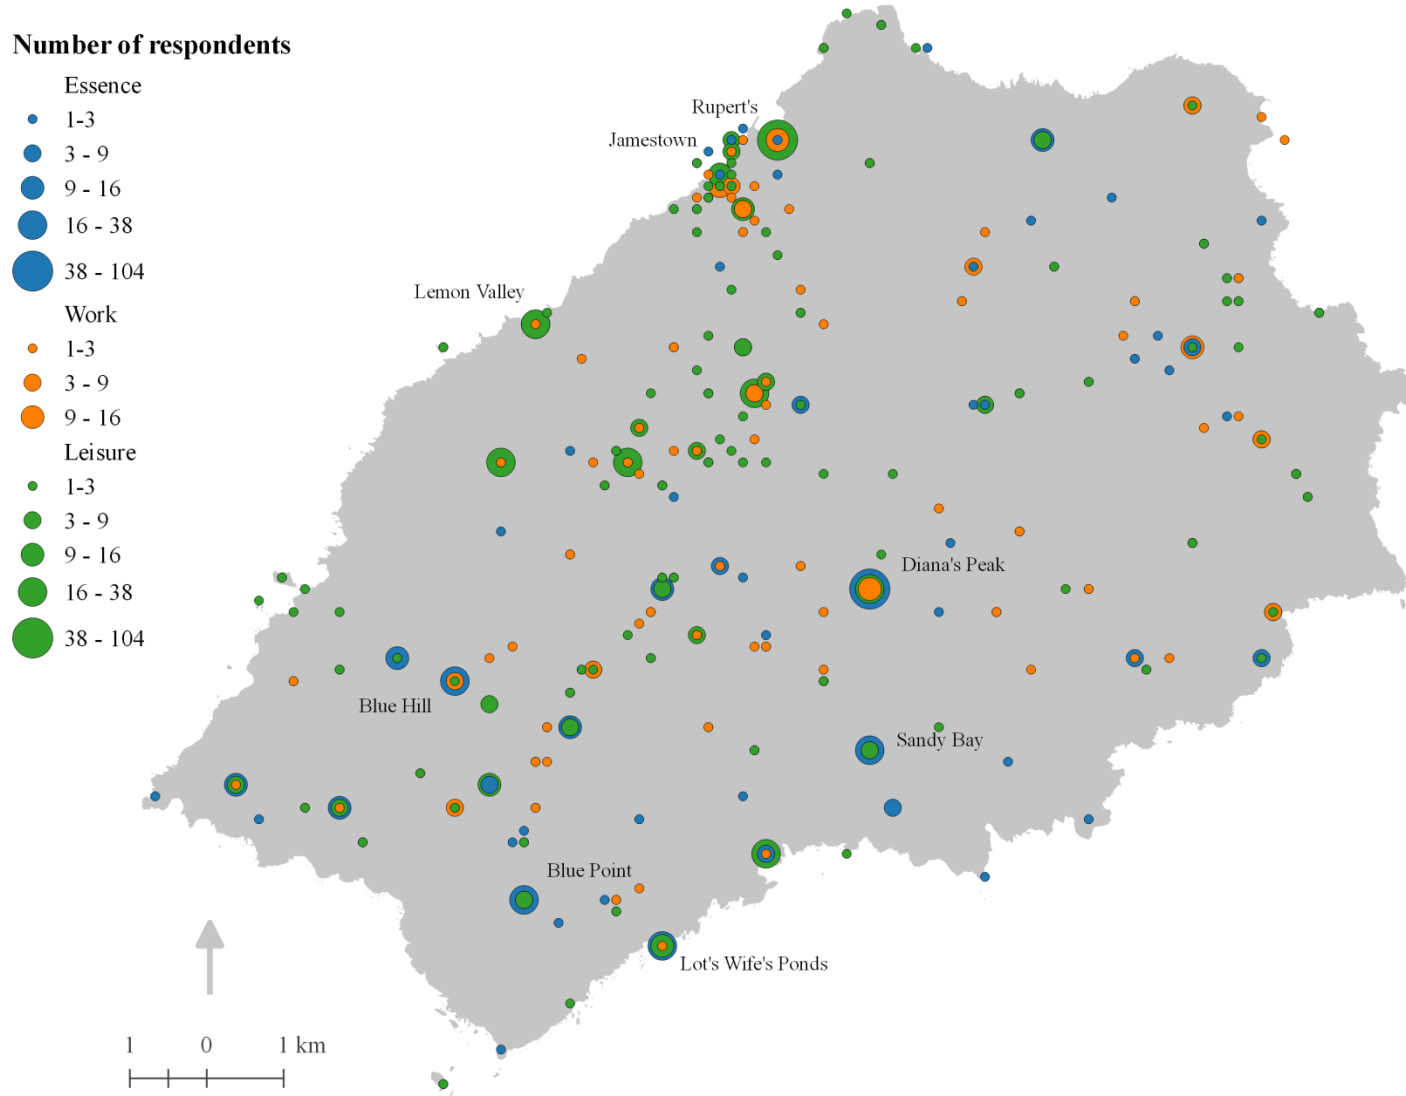 Number of respondents
Essence
1-3
3 - 9
9 - 16
16 - 38
38 - 104
Work
1-3
3 - 9
9 - 16
Leisure
1-3
3 - 9
9 - 16
16 - 38
38 - 104
Rupert's
Jamestown
Lemon Valley
Diana's Peak
Blue Hill
Sandy Bay
Blue Point
Lot's Wife's Ponds
1 0 1 km